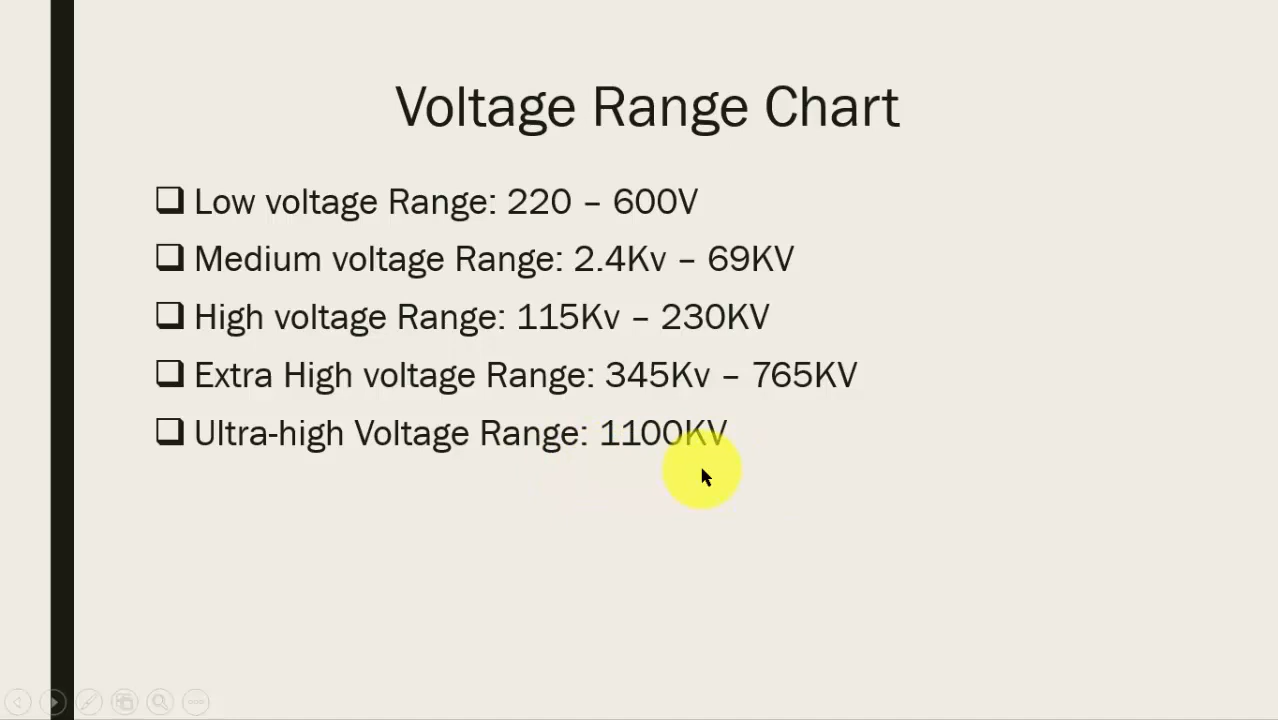 Voltage Range Chart
Low voltage Range: 220 – 600V
Medium voltage Range: 2.4Kv – 69KV
High voltage Range: 115Kv – 230KV
Extra High voltage Range: 345Kv – 765KV
Ultra-high Voltage Range: 1100KV